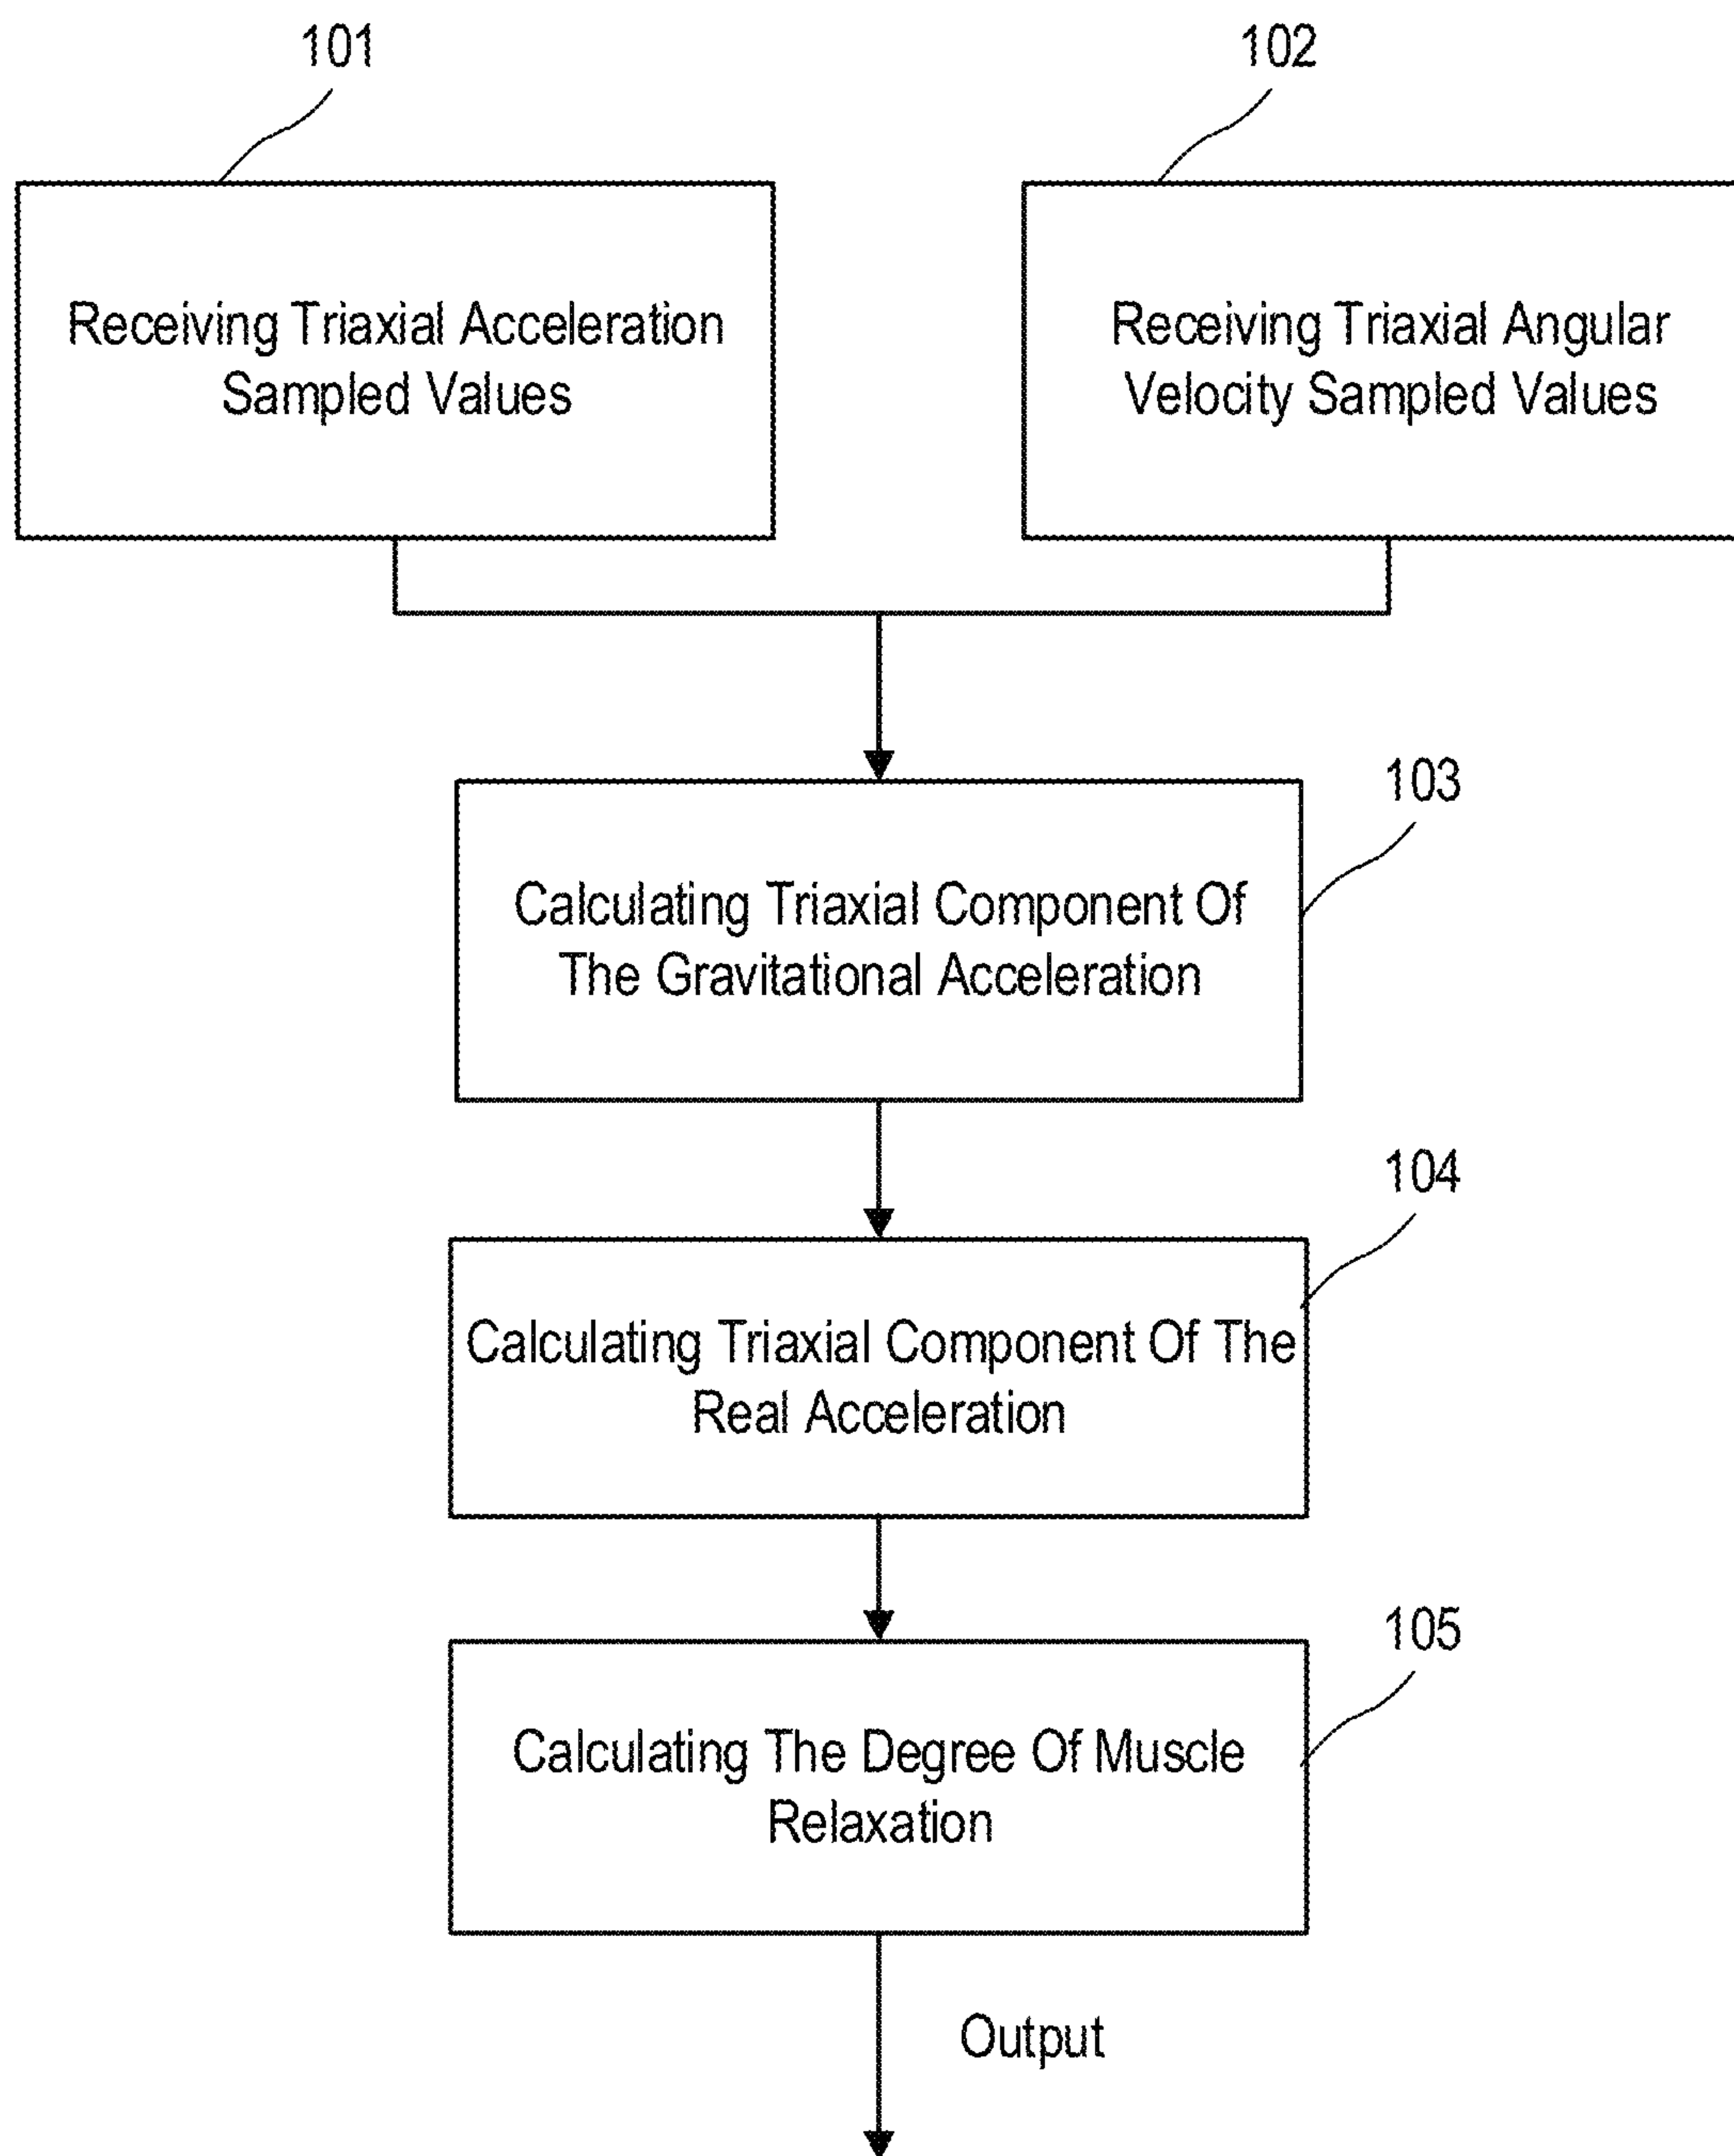 101
102
Receiving Triaxial Acceleration
Sampled Values
Receiving Triaxial Angular
Velocity Sampled Values
103
Calculating Triaxial Component Of
The Gravitational Acceleration
104
Calculating Triaxial Component Of The
Real Acceleration
105
Calculating The Degree Of Muscle
Relaxation
Output